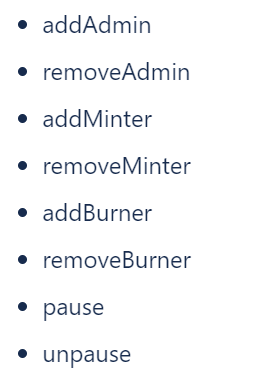 addAdmin
removeAdmin
addMinter
removeMinter
addBurner
removeBurner
pause
unpause